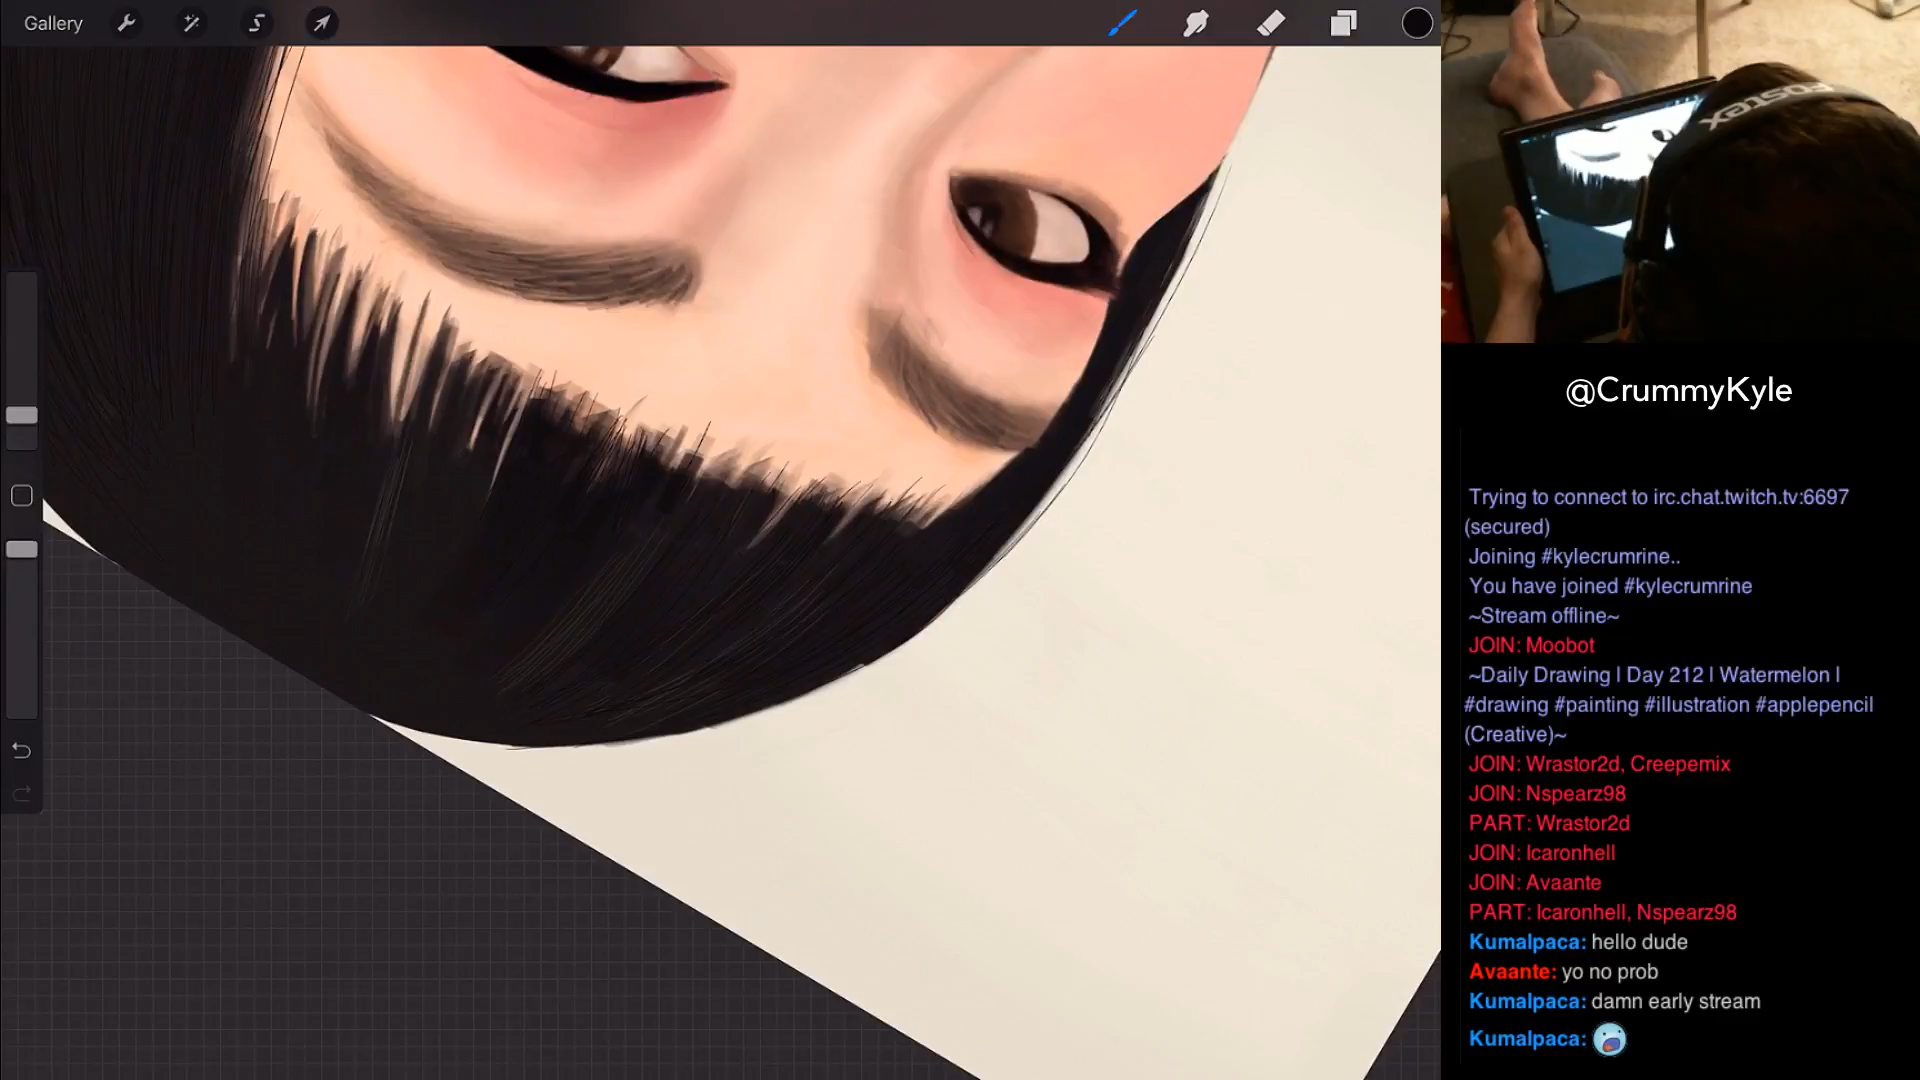 Gallery
FOSTEX
@CrummyKyle
Trying to connect to irc.chat.twitch.tv:6697
(secured)
Joining #kylecrumrine..
You have joined #kylecrumrine
~Stream offline~
JOIN: Moobot
~Daily Drawing | Day 212 | Watermelon |
#drawing #painting #illustration #applepencil
(Creative)~
JOIN: Wrastor2d, Creepemix
JOIN: Nspearz98
PART: Wrastor2d
JOIN: Icaronhell
JOIN: Avaante
PART: Icaronhell, Nspearz98
Kumalpaca: hello dude
Avaante: yo no prob
Kumalpaca: damn early stream
Kumalpaca: